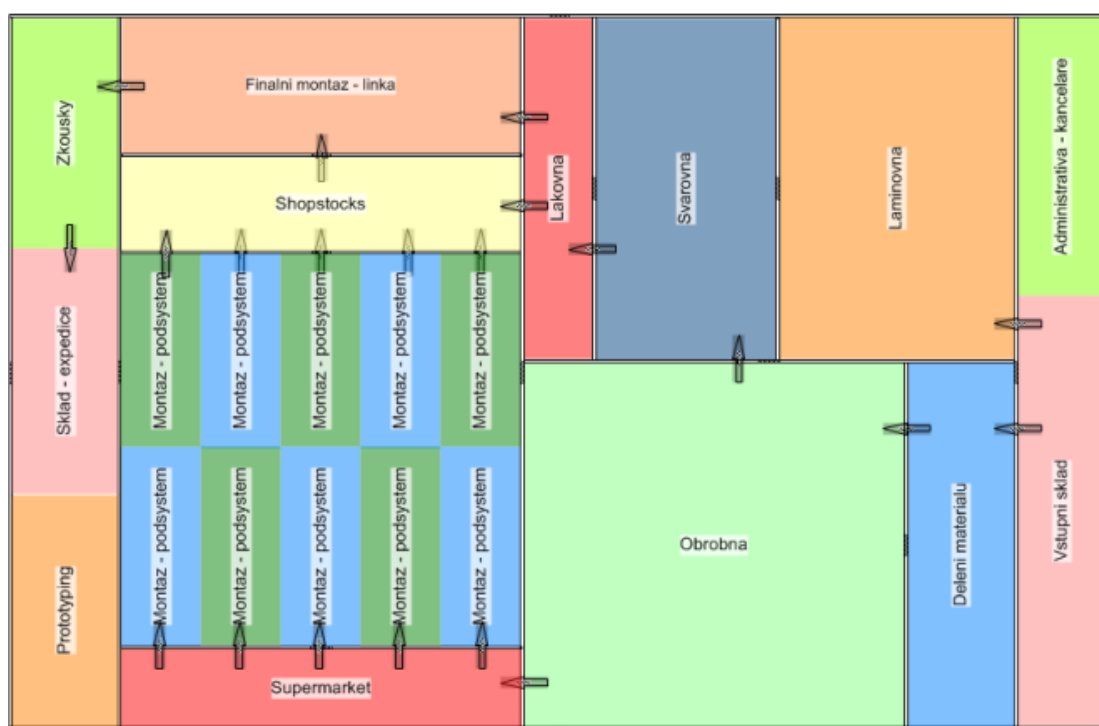 Zkousky
Finalni montaz - linka
Shopstocks
Lakovna
Svarovna
Laminovna
Administrativa - kancelare
Sklad - expedice
Montaz - podsystem
Montaz - podsystem
Montaz - podsystem
Montaz - podsystem
Montaz - podsystem
Prototyping
Montaz - podsystem
Montaz - podsystem
Montaz - podsystem
Montaz - podsystem
Montaz - podsystem
Supermarket
Obrobna
Deleni materialu
Vstupni sklad